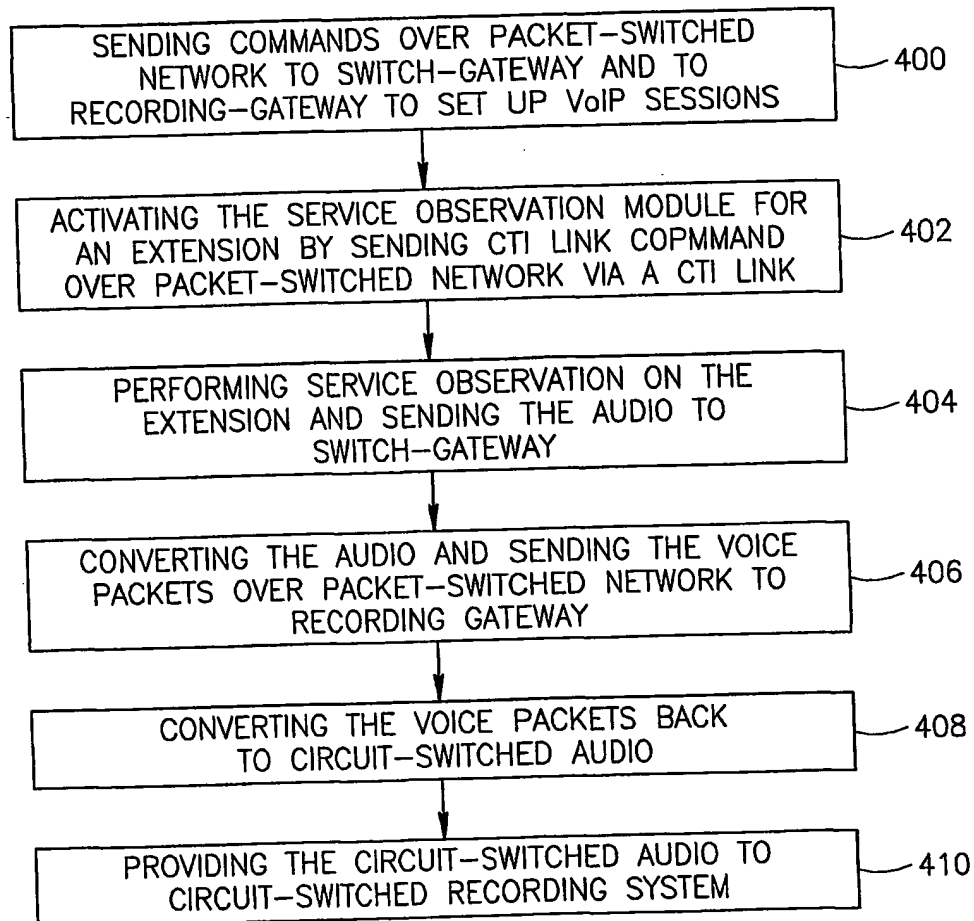 SENDING COMMANDS OVER PACKET-SWITCHED
NETWORK TO SWITCH-GATEWAY AND TO
RECORDING-GATEWAY TO SET UP VoIP SESSIONS
400
ACTIVATING THE SERVICE OBSERVATION MODULE FOR
AN EXTENSION BY SENDING CTI LINK COPMMAND
OVER PACKET-SWITCHED NETWORK VIA A CTI LINK
402
PERFORMING SERVICE OBSERVATION ON THE
EXTENSION AND SENDING THE AUDIO TO
SWITCH-GATEWAY
404
CONVERTING THE AUDIO AND SENDING THE VOICE
PACKETS OVER PACKET-SWITCHED NETWORK TO
RECORDING GATEWAY
406
CONVERTING THE VOICE PACKETS BACK
TO CIRCUIT-SWITCHED AUDIO
408
PROVIDING THE CIRCUIT-SWITCHED AUDIO TO
CIRCUIT-SWITCHED RECORDING SYSTEM
410